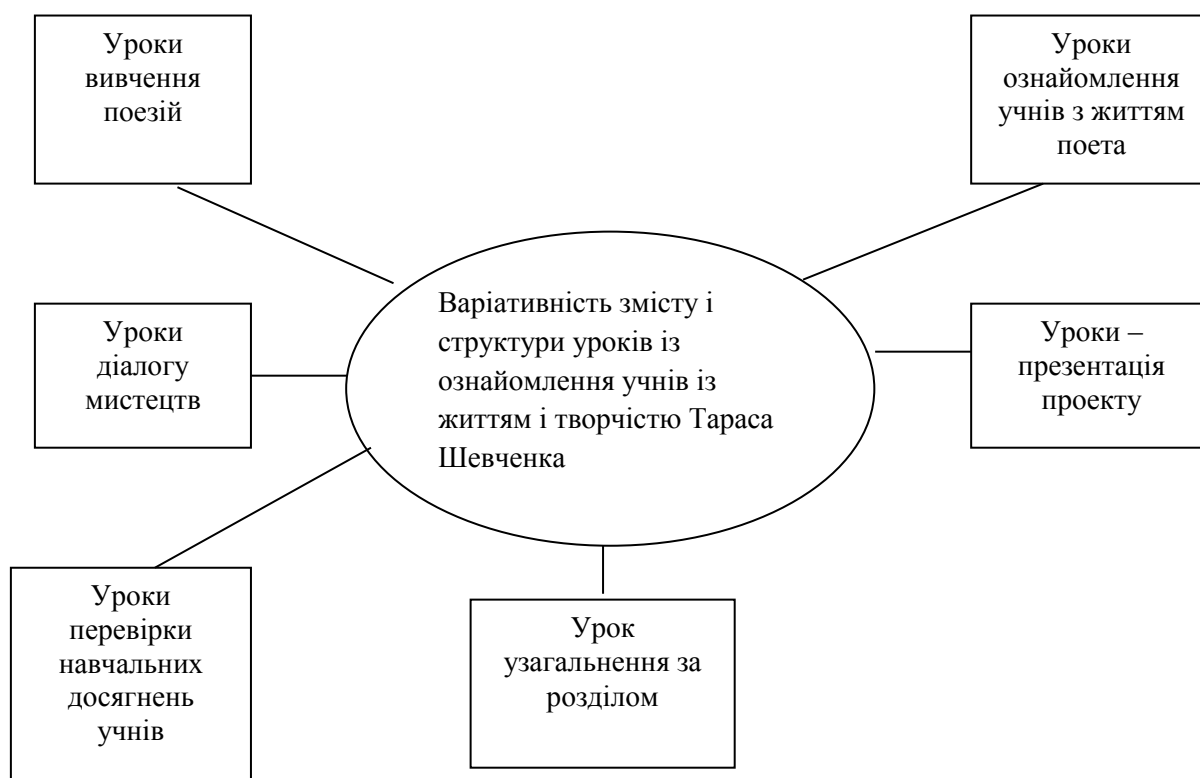 Уроки
вивчення
поезій
Уроки
ознайомлення
учнів з життям
поета
Варіативність змісту і
структури уроків із
ознайомлення учнів із
життям і творчістю Тараса
Шевченка
Уроки
діалогу
мистецтв
Уроки –
презентація
проекту
Уроки
перевірки
навчальних
досягнень
учнів
Урок
узагальнення за
розділом